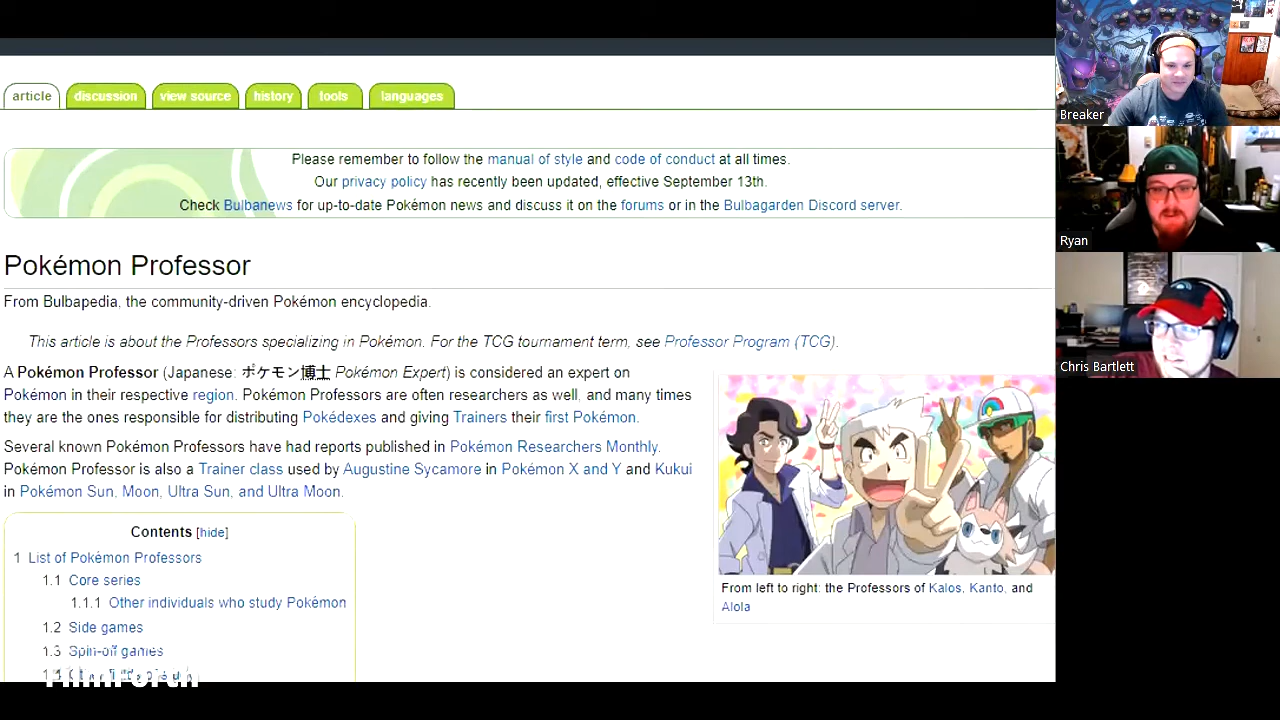 article
discussion
view source
history
tools
languages
Please remember to follow the manual of style and code of conduct at all times.
Our privacy policy has recently been updated, effective September 13th.
Check Bulbanews for up-to-date Pokémon news and discuss it on the forums or in the Bulbagarden Discord server.
Pokémon Professor
From Bulbapedia, the community-driven Pokémon encyclopedia.
This article is about the Professors specializing in Pokémon. For the TCG tournament term, see Professor Program (TCG).
A Pokémon Professor (Japanese: ポケモン博士 Pokémon Expert) is considered an expert on
Pokémon in their respective region. Pokémon Professors are often researchers as well, and many times
they are the ones responsible for distributing Pokédexes and giving Trainers their first Pokémon.
Several known Pokémon Professors have had reports published in Pokémon Researchers Monthly.
Pokémon Professor is also a Trainer class used by Augustine Sycamore in Pokémon X and Y and Kukui
in Pokémon Sun, Moon, Ultra Sun, and Ultra Moon.
Contents [hide]
1 List of Pokémon Professors
1.1 Core series
1.1.1 Other individuals who study Pokémon
1.2 Side games
1.3 Spin-off games
From left to right: the Professors of Kalos, Kanto, and
Alola
Breaker
Ryan
Chris Bartlett